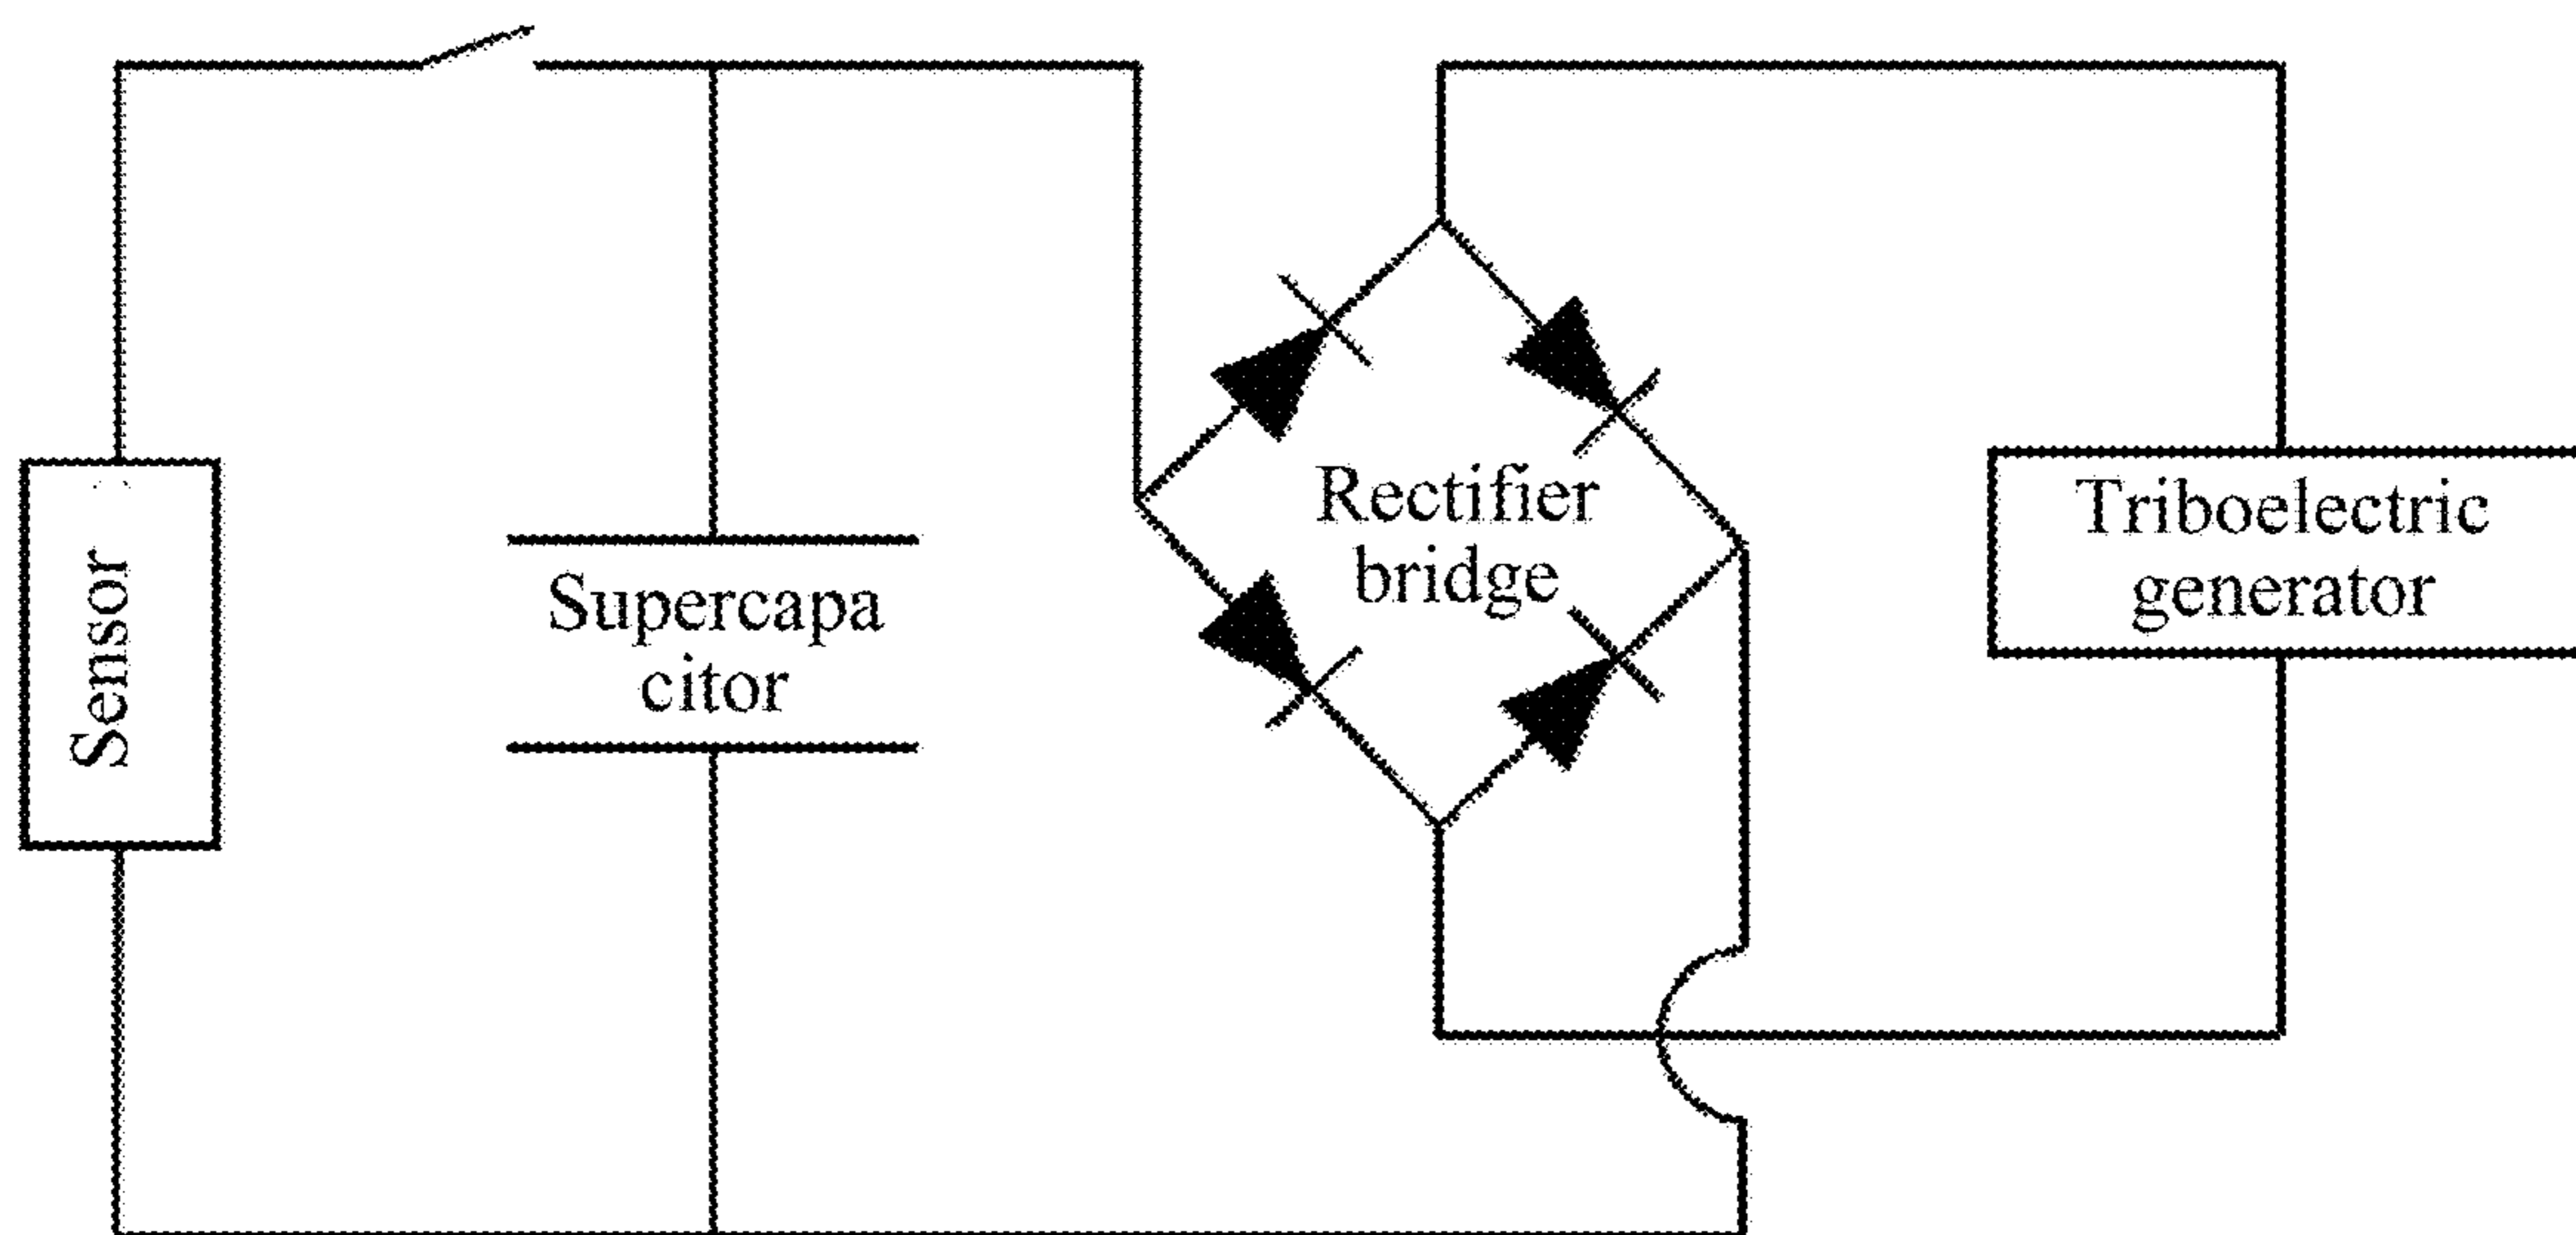 Sensor
Supercapa
citor
Rectifier
bridge
Triboelectric
generator